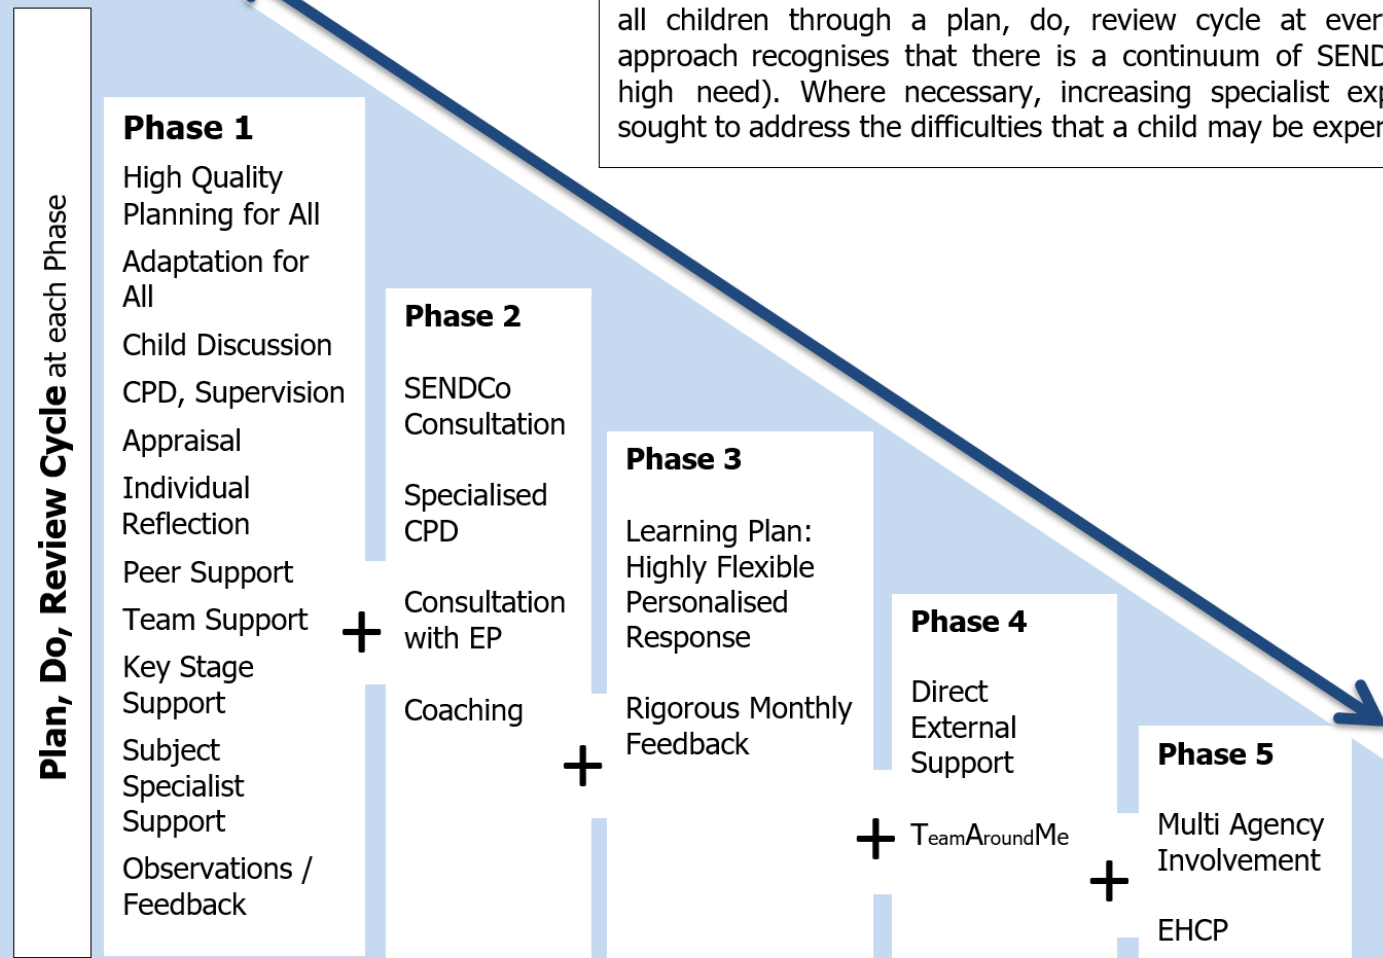 all children through a plan, do, review cycle at
approach recognises that there is a continuum of
high need). Where necessary, increasing specialist
sought to address the difficulties that a child may be
Plan, Do, Review Cycle at each Phase
Phase 1
High Quality
Planning for All
Adaptation for
All
Child Discussion
CPD, Supervision
Appraisal
Individual
Reflection
Peer Support
Team Support
Key Stage
Support
Subject
Specialist
Support
Observations /
Feedback
+
Phase 2
SENDCo
Consultation
Specialised
CPD
Consultation
with EP
Coaching
+
Phase 3
Learning Plan:
Highly Flexible
Personalised
Response
Rigorous Monthly
Feedback
+
Phase 4
Direct
External
Support
TeamAroundMe
+
Phase 5
Multi Agency
Involvement
EHCP